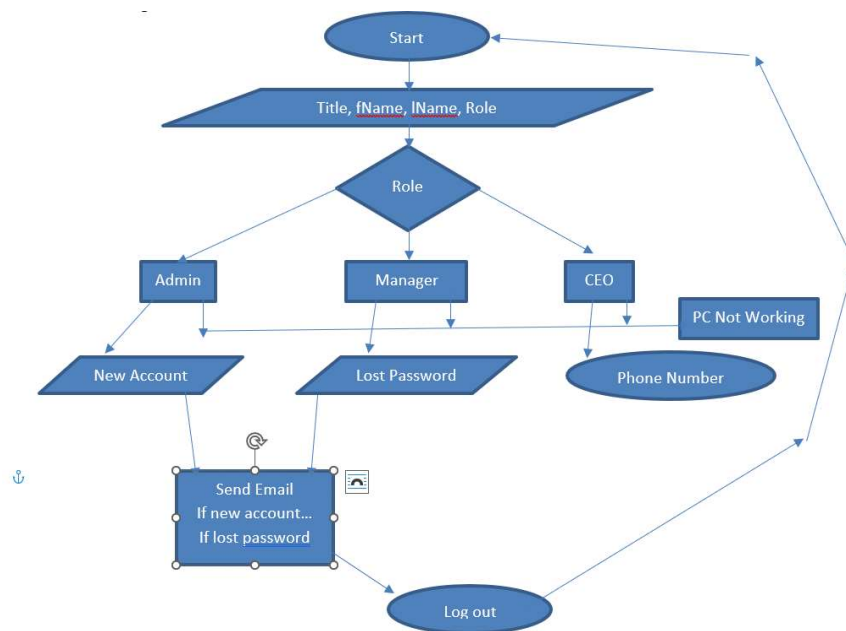 Start
Title, fName, lName, Role
Role
Admin
Manager
CEO
PC Not Working
New Account
Lost Password
Phone Number
Send Email
If new account…
If lost password
Log out